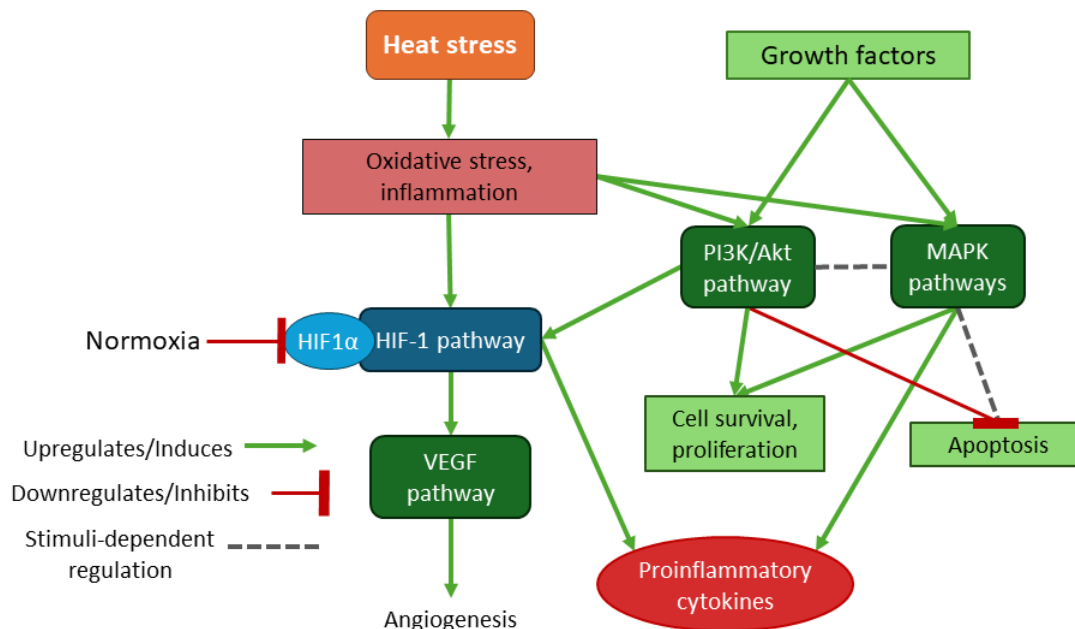 Heat stress
Growth factors
Oxidative stress,
inflammation
PI3K/Akt
pathway
MAPK
pathways
Normoxia
HIF1α
HIF-1 pathway
Cell survival,
proliferation
Apoptosis
Upregulates/Induces
VEGF
pathway
Downregulates/Inhibits
Stimuli-dependent
regulation
Proinflammatory
cytokines
Angiogenesis